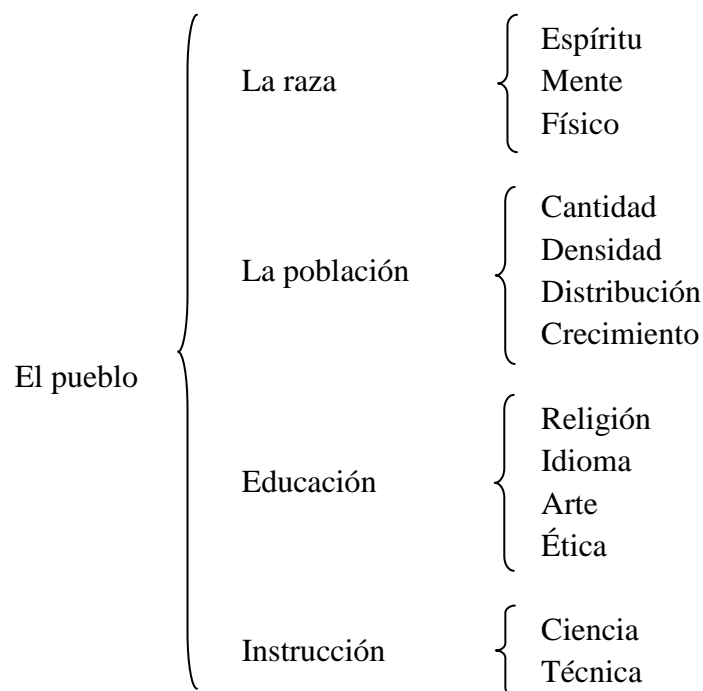 Espíritu
La raza
Mente
Físico
Cantidad
Densidad
La población
Distribución
Crecimiento
El pueblo
Religión
Idioma
Educación
Arte
Ética
Ciencia
Instrucción
Técnica